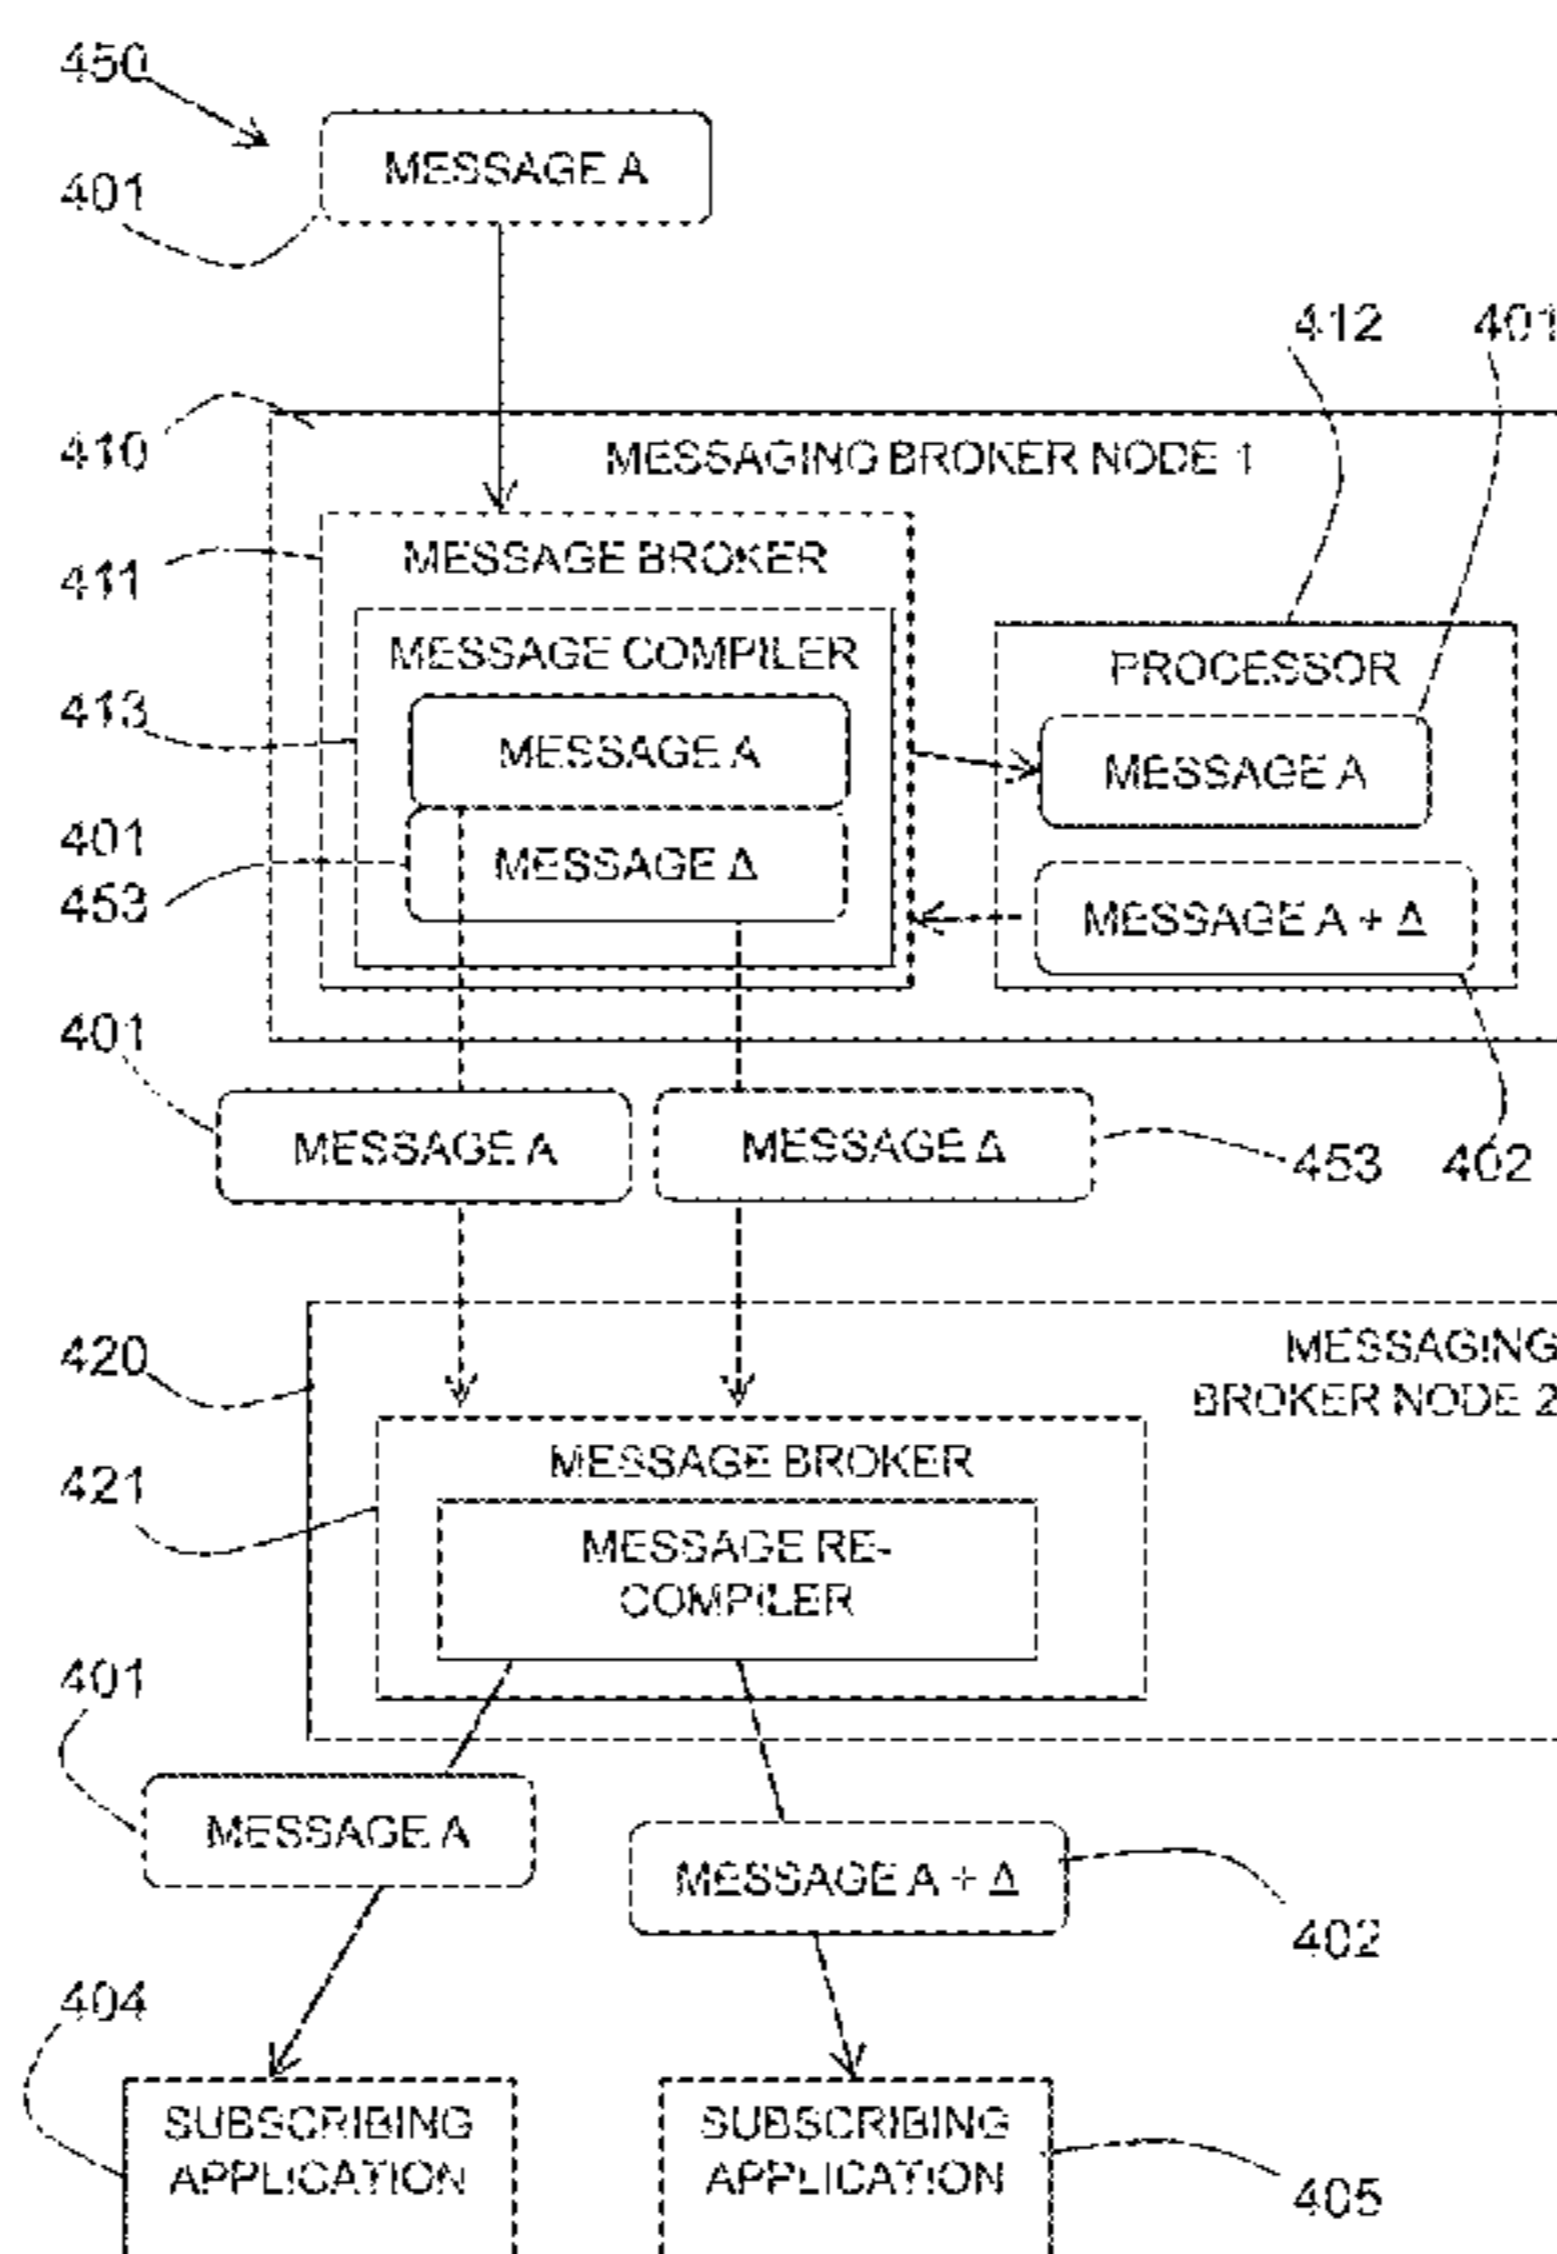 450
MESSAGE A
401
412
401
410
MESSAGING BROKER NODE 1
411
MESSAGE BROKER
MESSAGE COMPILER
PROCESSOR
413
MESSAGE A
MESSAGE A
401
MESSAGE Δ
453
MESSAGE A + Δ
401
MESSAGE A
MESSAGE Δ
453
402
420
MESSAGING
BROKER NODE 2
421
MESSAGE BROKER
MESSAGE RE-
COMPILER
401
MESSAGE A
MESSAGE A + Δ
402
404
SUBSCRIBING
APPLICATION
SUBSCRIBING
APPLICATION
405